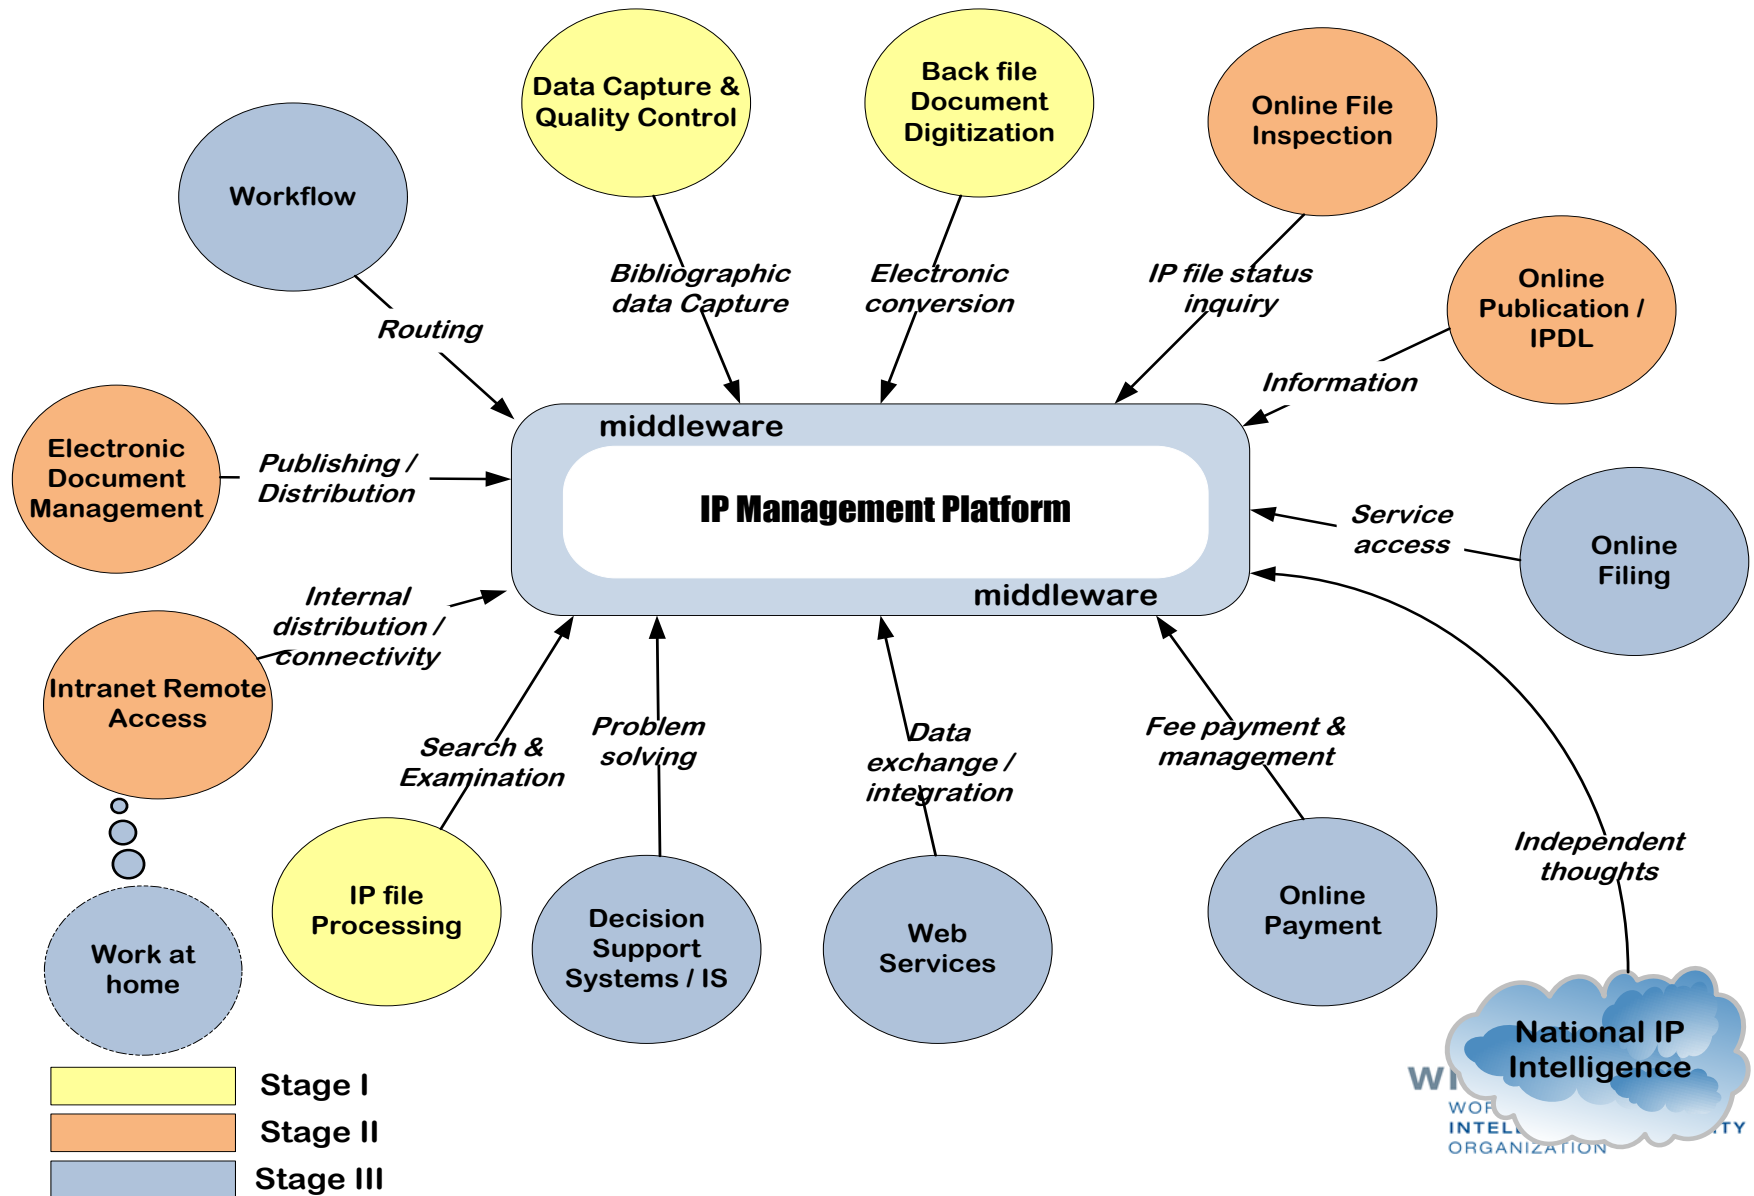 Data Capture &
Quality Control
Back file
Document
Digitization
Online File
Inspection
Workflow
Bibliographic
data Capture
Electronic
conversion
IP file status
inquiry
Online
Publication /
IPDL
Routing
Information
middleware
Electronic
Document
Management
Publishing /
Distribution
IP Management Platform
Service
access
Online
Filing
middleware
Internal
distribution /
connectivity
Intranet Remote
Access
Search &
Examination
Problem
solving
Data
exchange /
integration
Fee payment &
management
Independent
thoughts
IP file
Processing
Decision
Support
Systems / IS
Web
Services
Online
Payment
Work at
home
National IP
Intelligence
Stage I
Stage II
Stage III
ORGANIZATION